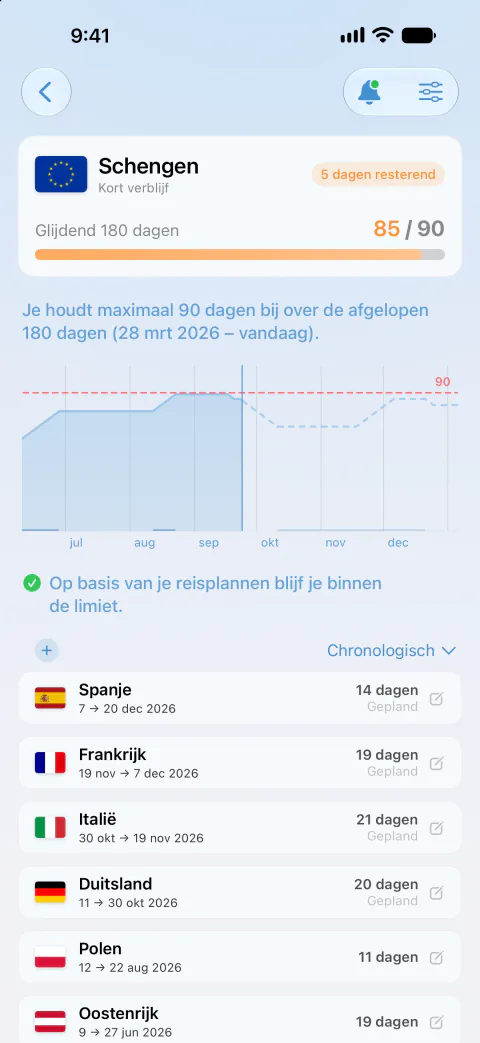 9:41
Schengen
Kort verblijf
5 dagen resterend
Glijdend 180 dagen
85 / 90
Je houdt maximaal 90 dagen bij over de afgelopen
180 dagen (28 mrt 2026 – vandaag).
90
jul
aug
sep
okt
nov
dec
Op basis van je reisplannen blijf je binnen
de limiet.
Chronologisch
Spanje
14 dagen
7 → 20 dec 2026
Gepland
Frankrijk
19 dagen
19 nov → 7 dec 2026
Gepland
Italië
21 dagen
30 okt → 19 nov 2026
Gepland
Duitsland
20 dagen
11 → 30 okt 2026
Gepland
Polen
11 dagen
12 → 22 aug 2026
Oostenrijk
19 dagen
9 → 27 jun 2026